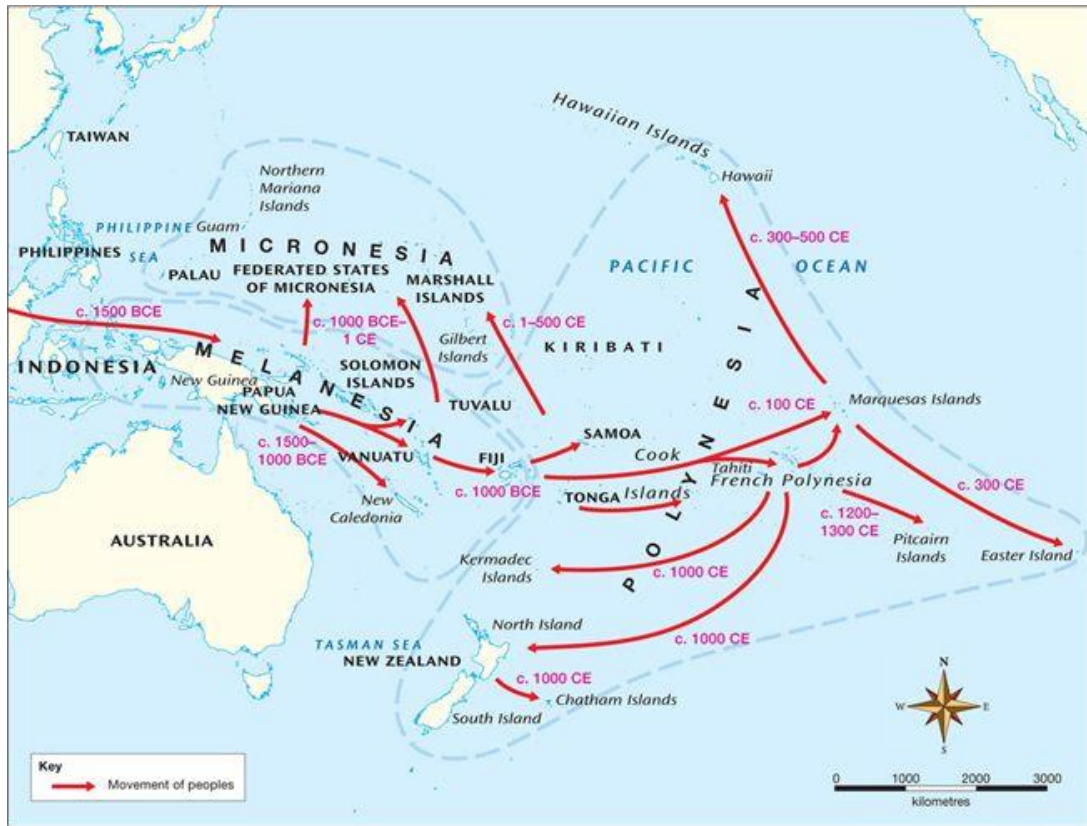 TAIWAN
PHILIPPINES
PHILIPPINE
SEA
Northern
Mariana
Islands
Guam
PALAU
MICRONESIA
FEDERATED STATES
OF MICRONESIA
MARSHALL
ISLANDS
Hawaiian Islands
Hawaii
c. 300–500 CE
PACIFIC
OCEAN
c. 1500 BCE
c. 1000 BCE–
1 CE
c. 1–500 CE
Gilbert
Islands
KIRIBATI
INDONESIA
MELANESIA
New Guinea
PAPUA
NEW GUINEA
SOLOMON
ISLANDS
TUVALU
POLYNESIA
c. 100 CE
Marquesas Islands
c. 1500–
1000 BCE
VANUATU
FIJI
c. 1000 BCE
SAMOA
Cook
Islands
Tahiti
French Polynesia
TONGA
New
Caledonia
c. 300 CE
c. 1200–
1300 CE
Pitcairn
Islands
Easter Island
AUSTRALIA
Kermadec
Islands
c. 1000 CE
North Island
TASMAN SEA
NEW ZEALAND
c. 1000 CE
c. 1000 CE
Chatham Islands
South Island
N
W
E
S
Key
Movement of peoples
0
1000
2000
3000
kilometres